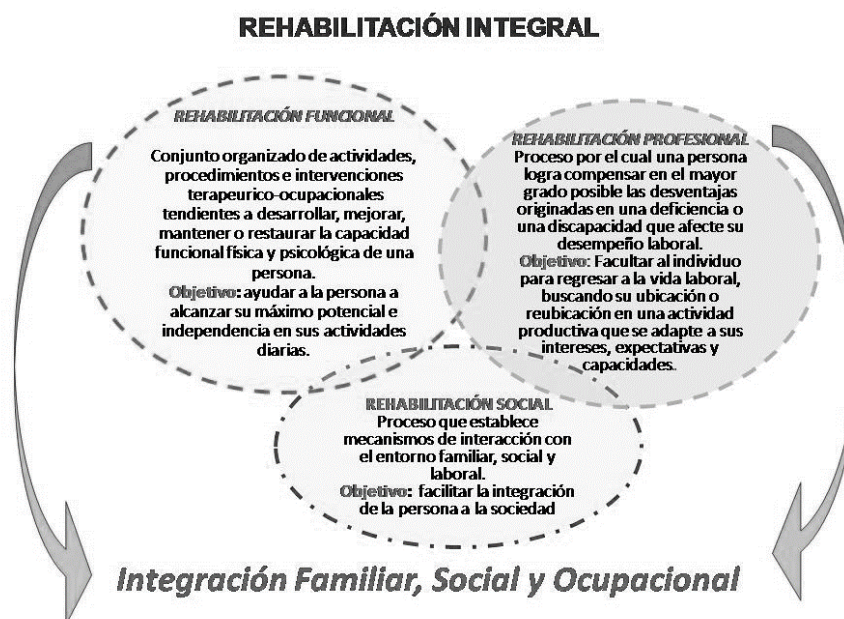 REHABILITACIÓN INTEGRAL
REHABILITACIÓN FUNCIONAL
Conjunto organizado de actividades,
procedimientos e intervenciones
terapeurico-ocupacionales
tendientes a desarrollar, mejorar,
mantener o restaurar la capacidad
funcional física y psicológica de una
persona.
Objetivo: ayudar a la persona a
alcanzar su máximo potencial e
independencia en sus actividades
diarias.
REHABILITACIÓN PROFESIONAL
Proceso por el cual una persona
logra compensar en el mayor
grado posible las desventajas
originadas en una deficiencia o
una discapacidad que afecte su
desempeño laboral.
Objetivo: Facultar al individuo
para regresar a la vida laboral,
buscando su ubicación o
reubicación en una actividad
productiva que se adapte a sus
intereses, expectativas y
capacidades.
REHABILITACIÓN SOCIAL
Proceso que establece
mecanismos de interacción con
el entorno familiar, social y
laboral.
Objetivo: facilitar la integración
de la persona a la sociedad
Integración Familiar, Social y Ocupacional